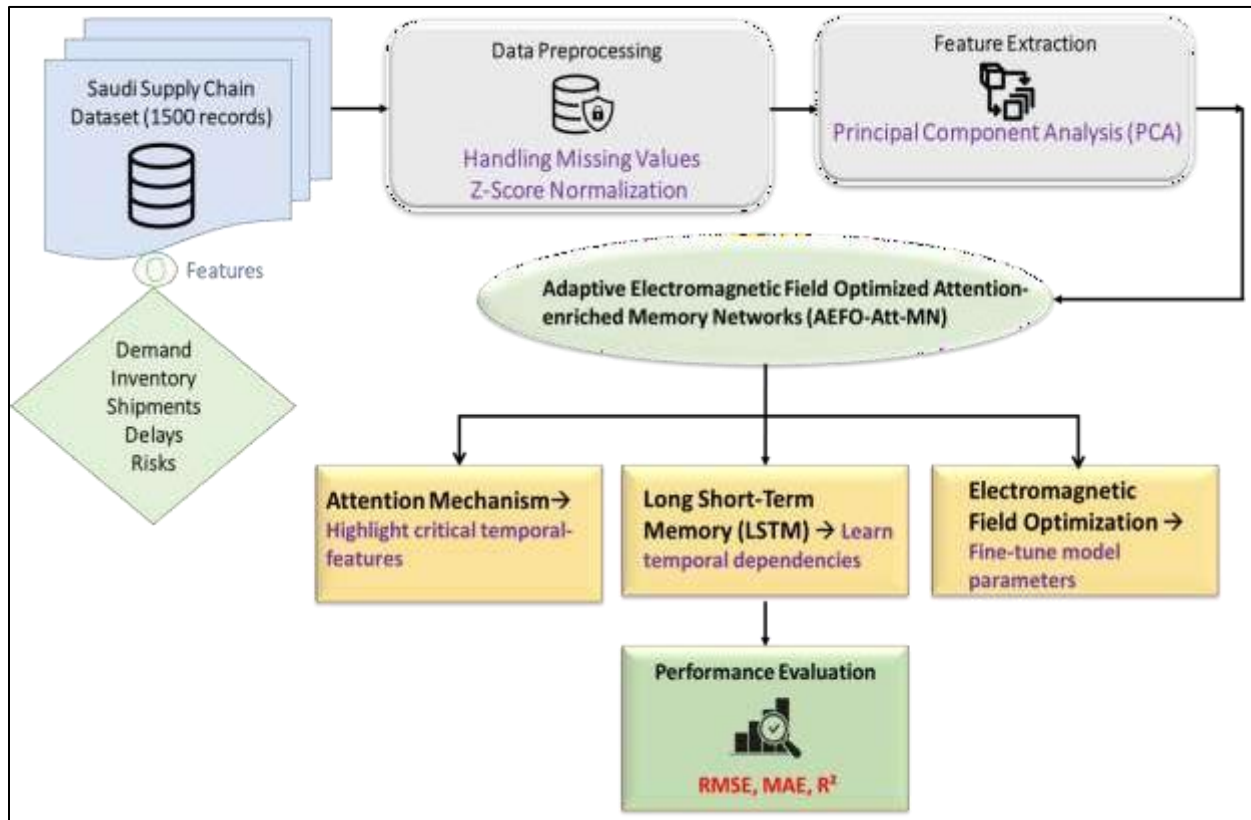 Saudi Supply Chain
Dataset (1500 records)
Features
Demand
Inventory
Shipments
Delays
Risks
Data Preprocessing
Handling Missing Values
Z-Score Normalization
Feature Extraction
Principal Component Analysis (PCA)
Adaptive Electromagnetic Field Optimized Attention-
enriched Memory Networks (AEFO-Att-MN)
Attention Mechanism→
Highlight critical temporal-
features
Long Short-Term
Memory (LSTM) → Learn
temporal dependencies
Electromagnetic
Field Optimization →
Fine-tune model
parameters
Performance Evaluation
RMSE, MAE, R²